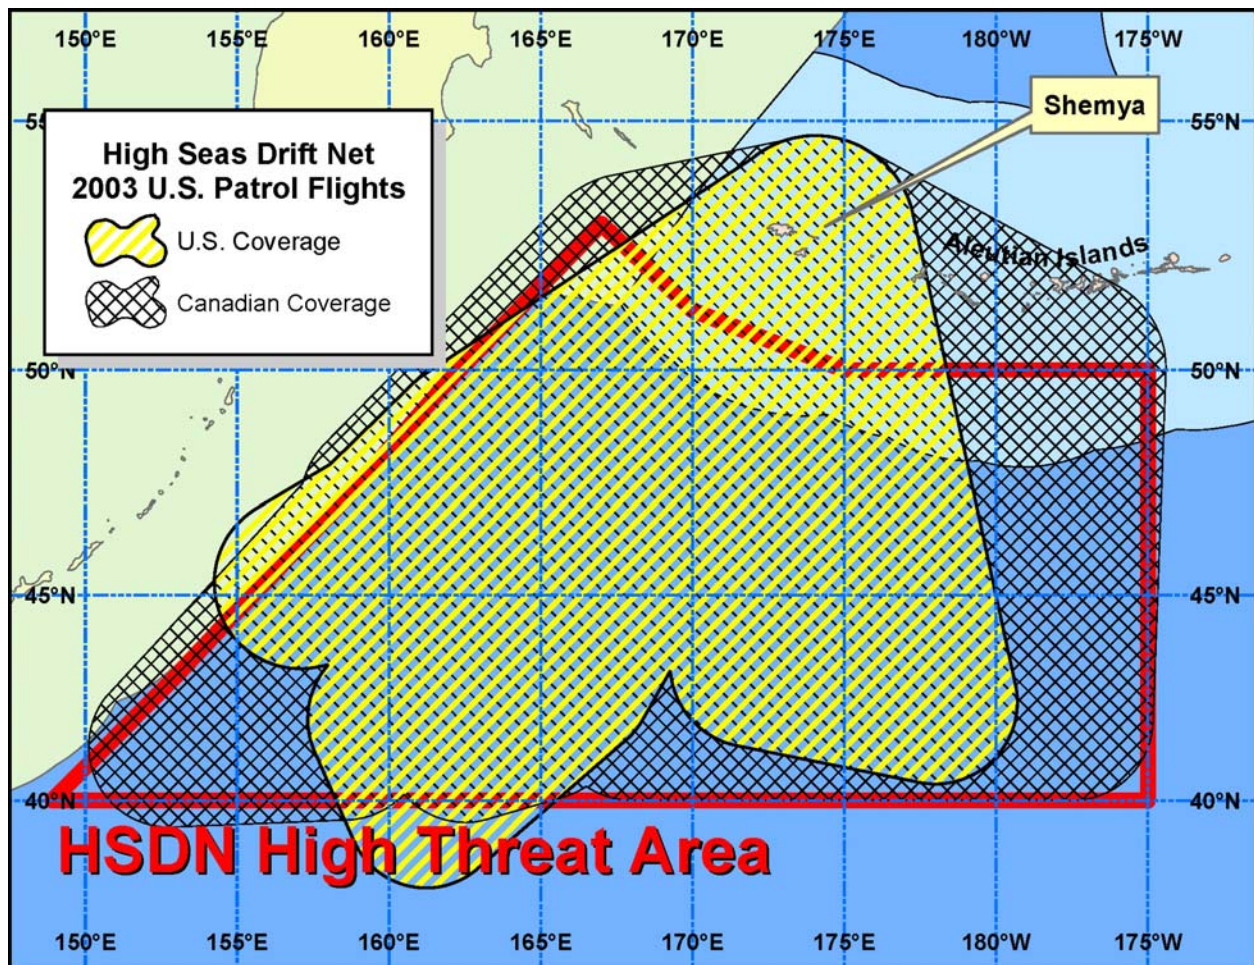 150°E 155°E 160°E 165°E 170°E 175°E 180°W 175°W
Shemya
55°N
High Seas Drift Net
2003 U.S. Patrol Flights
U.S. Coverage
Canadian Coverage
Aleutian Islands
50°N 50°N
45°N 45°N
40°N 40°N
HSDN High Threat Area
150°E 155°E 160°E 165°E 170°E 175°E 180°W 175°W